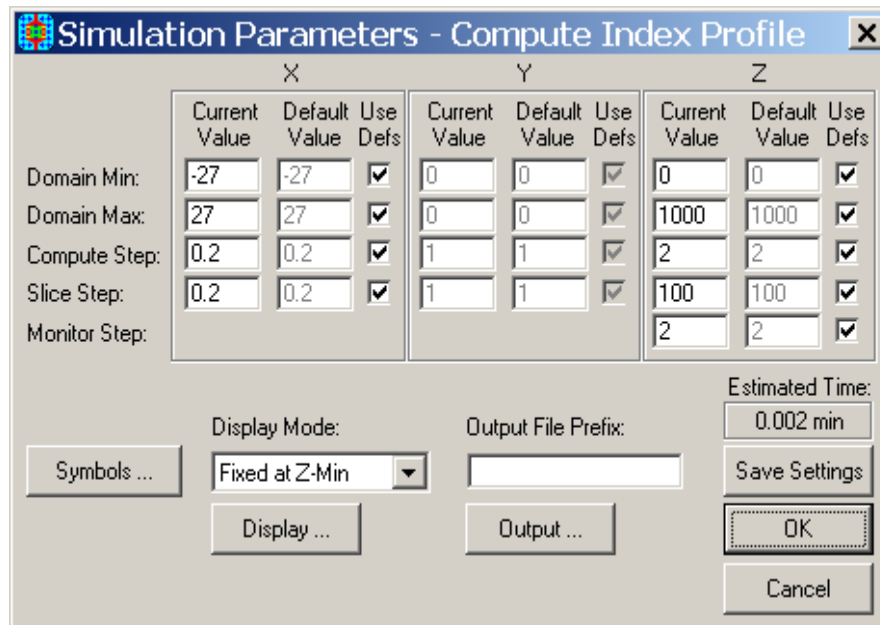 Simulation Parameters - Compute Index Profile
X Y Z
Current Default Use Current Default Use Current Default Use
Value Value Defs Value Value Defs Value Value Defs
Domain Min: -27 -27 0 0 0 0
Domain Max: 27 27 0 0 1000 1000
Compute Step: 0.2 0.2 1 1 2 2
Slice Step: 0.2 0.2 1 1 100 100
Monitor Step: 2 2
Estimated Time:
Display Mode: Output File Prefix: 0.002 min
Symbols ... Fixed at Z-Min Save Settings
Display ... Output ... OK
Cancel